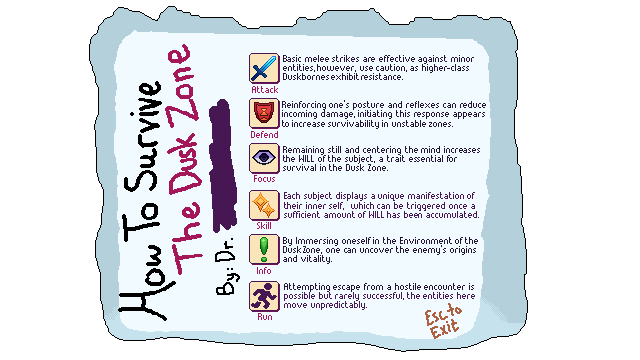 How To Survive
The Dusk Zone
By: Dr.
Basic melee strikes are effective against minor
entities, however, use caution, as higher-class
Duskbornes exhibit resistance.
Attack
Reinforcing one's posture and reflexes can reduce
incoming damage, initiating this response appears
to increase survivability in unstable zones.
Defend
Remaining still and centering the mind increases
the WILL of the subject, a trait essential for
survival in the Dusk Zone.
Focus
Each subject displays a unique manifestation of
their inner self, which can be triggered once a
sufficient amount of WILL has been accumulated.
Skill
By Immersing oneself in the Environment of the
DuskZone, one can uncover the enemy's origins
and vitality.
Info
Attempting escape from a hostile encounter is
possible but rarely successful, the entities here
move unpredictably.
Run
Esc to
Exit